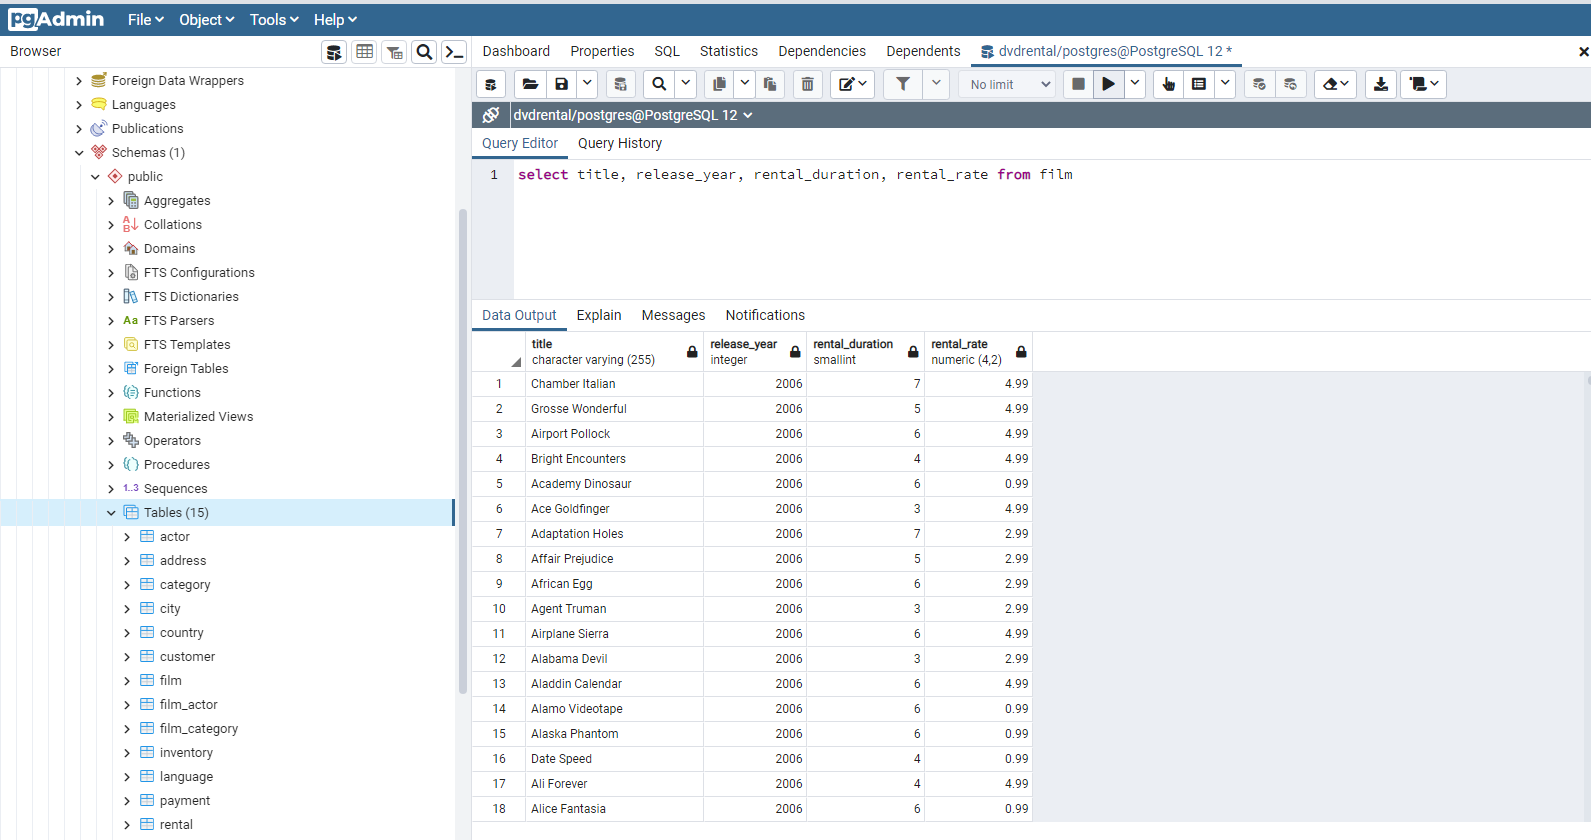 pgAdmin File Object Tools Help
Browser
Dashboard Properties SQL Statistics Dependencies Dependents dvdrental/postgres@PostgreSQL 12 *
No limit
dvdrental/postgres@PostgreSQL 12
Query Editor Query History
1 select title, release_year, rental_duration, rental_rate from film
Foreign Data Wrappers
Languages
Publications
Schemas (1)
public
Aggregates
Collations
Domains
FTS Configurations
FTS Dictionaries
Aa FTS Parsers
FTS Templates
Foreign Tables
Functions
Materialized Views
Operators
Procedures
1..3 Sequences
Tables (15)
actor
address
category
city
country
customer
film
film_actor
film_category
inventory
language
payment
rental
Data Output Explain Messages Notifications
title release_year rental_duration rental_rate
character varying (255) integer smallint numeric (4,2)
1 Chamber Italian 2006 7 4.99
2 Grosse Wonderful 2006 5 4.99
3 Airport Pollock 2006 6 4.99
4 Bright Encounters 2006 4 4.99
5 Academy Dinosaur 2006 6 0.99
6 Ace Goldfinger 2006 3 4.99
7 Adaptation Holes 2006 7 2.99
8 Affair Prejudice 2006 5 2.99
9 African Egg 2006 6 2.99
10 Agent Truman 2006 3 2.99
11 Airplane Sierra 2006 6 4.99
12 Alabama Devil 2006 3 2.99
13 Aladdin Calendar 2006 6 4.99
14 Alamo Videotape 2006 6 0.99
15 Alaska Phantom 2006 6 0.99
16 Date Speed 2006 4 0.99
17 Ali Forever 2006 4 4.99
18 Alice Fantasia 2006 6 0.99